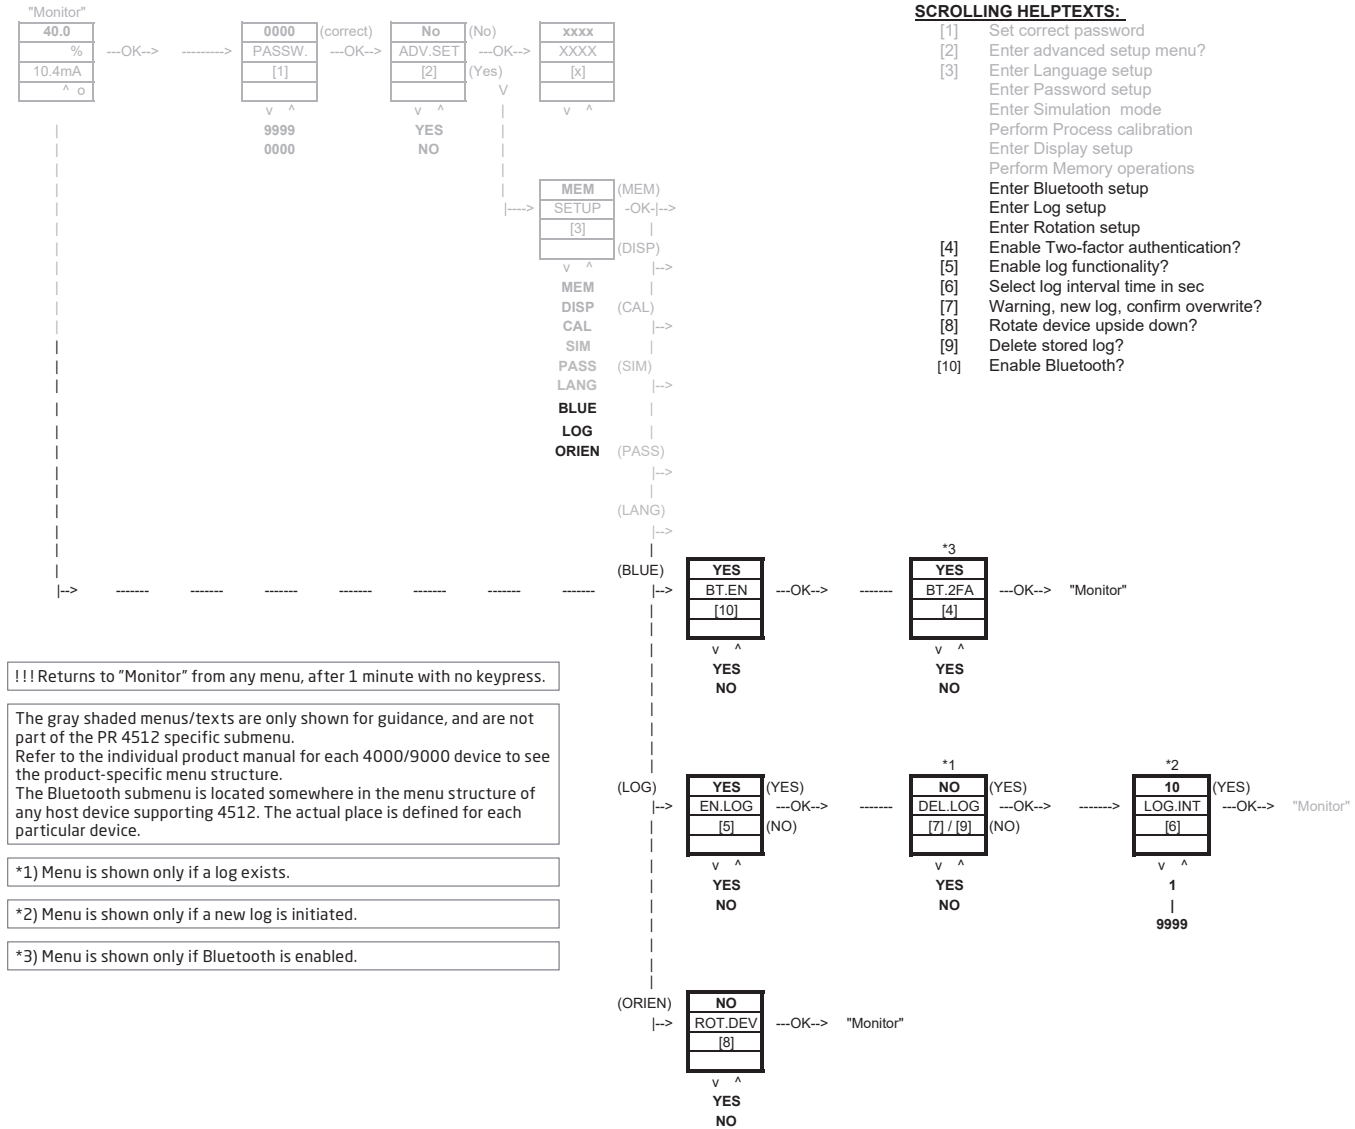 "Monitor"
40.0
%
10.4mA
^ o
---OK-->
--------->
0000 (correct)
PASSW. ---OK-->
[1]
v ^
9999
0000
No (No)
ADV.SET ---OK-->
[2] (Yes)
v ^
YES
NO
V
|---->
xxxx
XXXX
[x]
v ^
MEM (MEM)
SETUP -OK-|-->
[3]
(DISP)
v ^ |-->
MEM
DISP (CAL)
CAL |-->
SIM
PASS (SIM)
LANG |-->
BLUE
LOG
ORIEN (PASS)
|-->
(LANG)
|-->
SCROLLING HELPTEXTS:
[1] Set correct password
[2] Enter advanced setup menu?
[3] Enter Language setup
Enter Password setup
Enter Simulation mode
Perform Process calibration
Enter Display setup
Perform Memory operations
Enter Bluetooth setup
Enter Log setup
Enter Rotation setup
[4] Enable Two-factor authentication?
[5] Enable log functionality?
[6] Select log interval time in sec
[7] Warning, new log, confirm overwrite?
[8] Rotate device upside down?
[9] Delete stored log?
[10] Enable Bluetooth?
*3
(BLUE) YES YES
|--> ------- ------- ------- ------- ------- ------- ------- |--> BT.EN ---OK--> ------- BT.2FA ---OK--> "Monitor"
[10] [4]
v ^ v ^
YES YES
NO NO
!!! Returns to "Monitor" from any menu, after 1 minute with no keypress.
The gray shaded menus/texts are only shown for guidance, and are not
part of the PR 4512 specific submenu.
Refer to the individual product manual for each 4000/9000 device to see
the product-specific menu structure.
The Bluetooth submenu is located somewhere in the menu structure of
any host device supporting 4512. The actual place is defined for each
particular device.
*1) Menu is shown only if a log exists.
*2) Menu is shown only if a new log is initiated.
*3) Menu is shown only if Bluetooth is enabled.
*1 *2
(LOG) YES (YES) NO (YES) 10 (YES)
|--> EN.LOG ---OK--> ------- DEL.LOG ---OK--> -------> LOG.INT ---OK--> "Monitor"
[5] (NO) [7] / [9] (NO) [6]
v ^ v ^ v ^
YES YES 1
NO NO |
9999
(ORIEN) NO
|--> ROT.DEV ---OK--> "Monitor"
[8]
v ^
YES
NO